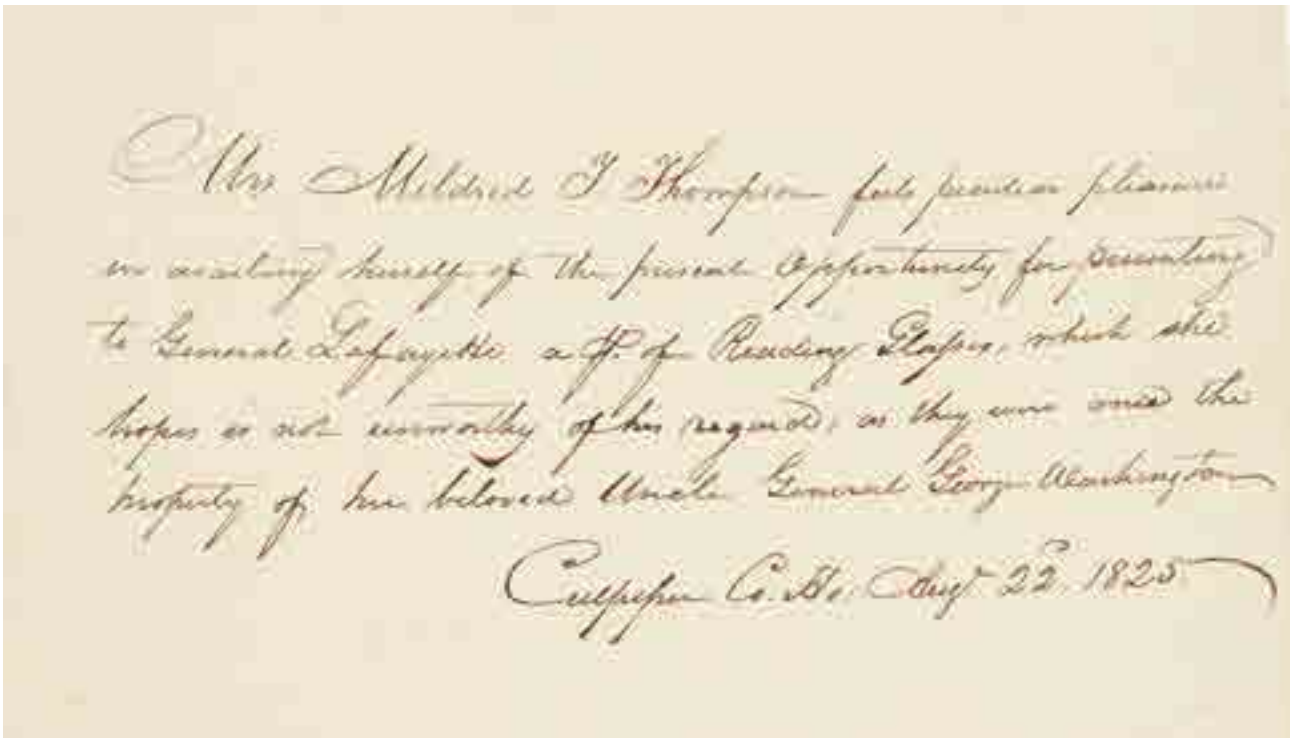 Mrs Mildred T Thompson feels peculiar pleasure
in availing herself of the present opportunity for presenting
to General Lafayette a pr. of Reading Glasses, which she
hopes is not unworthy of his regard, as they were once the
property of her beloved Uncle General George Washington
Culpeper Co. Ho. Augt 22d 1825